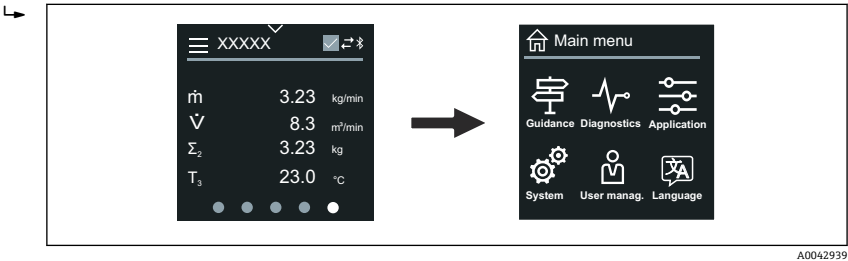 XXXXX
ṁ 3.23 kg/min
V̇ 8.3 m³/min
Σ₂ 3.23 kg
T₃ 23.0 °C
Main menu
Guidance Diagnostics Application
System User manag. Language
A0042939